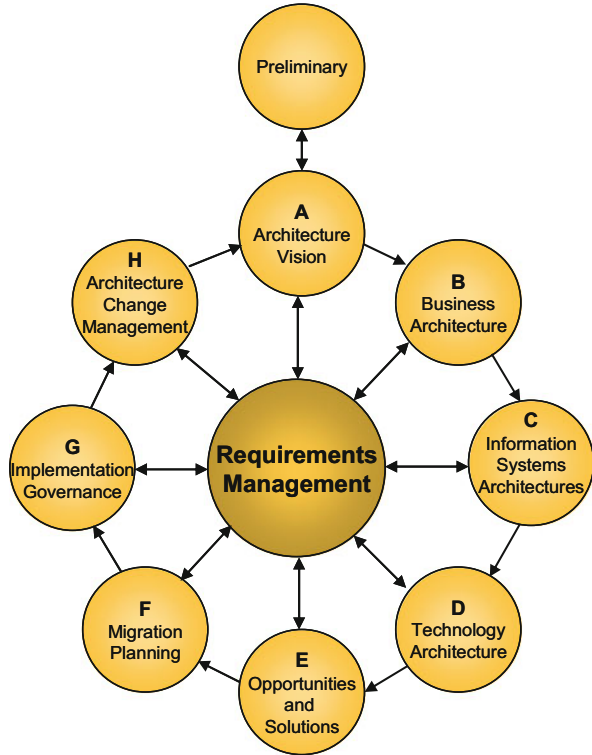 Preliminary
A
Architecture
Vision
B
Business
Architecture
C
Information
Systems
Architectures
D
Technology
Architecture
E
Opportunities
and
Solutions
F
Migration
Planning
G
Implementation
Governance
H
Architecture
Change
Management
Requirements
Management